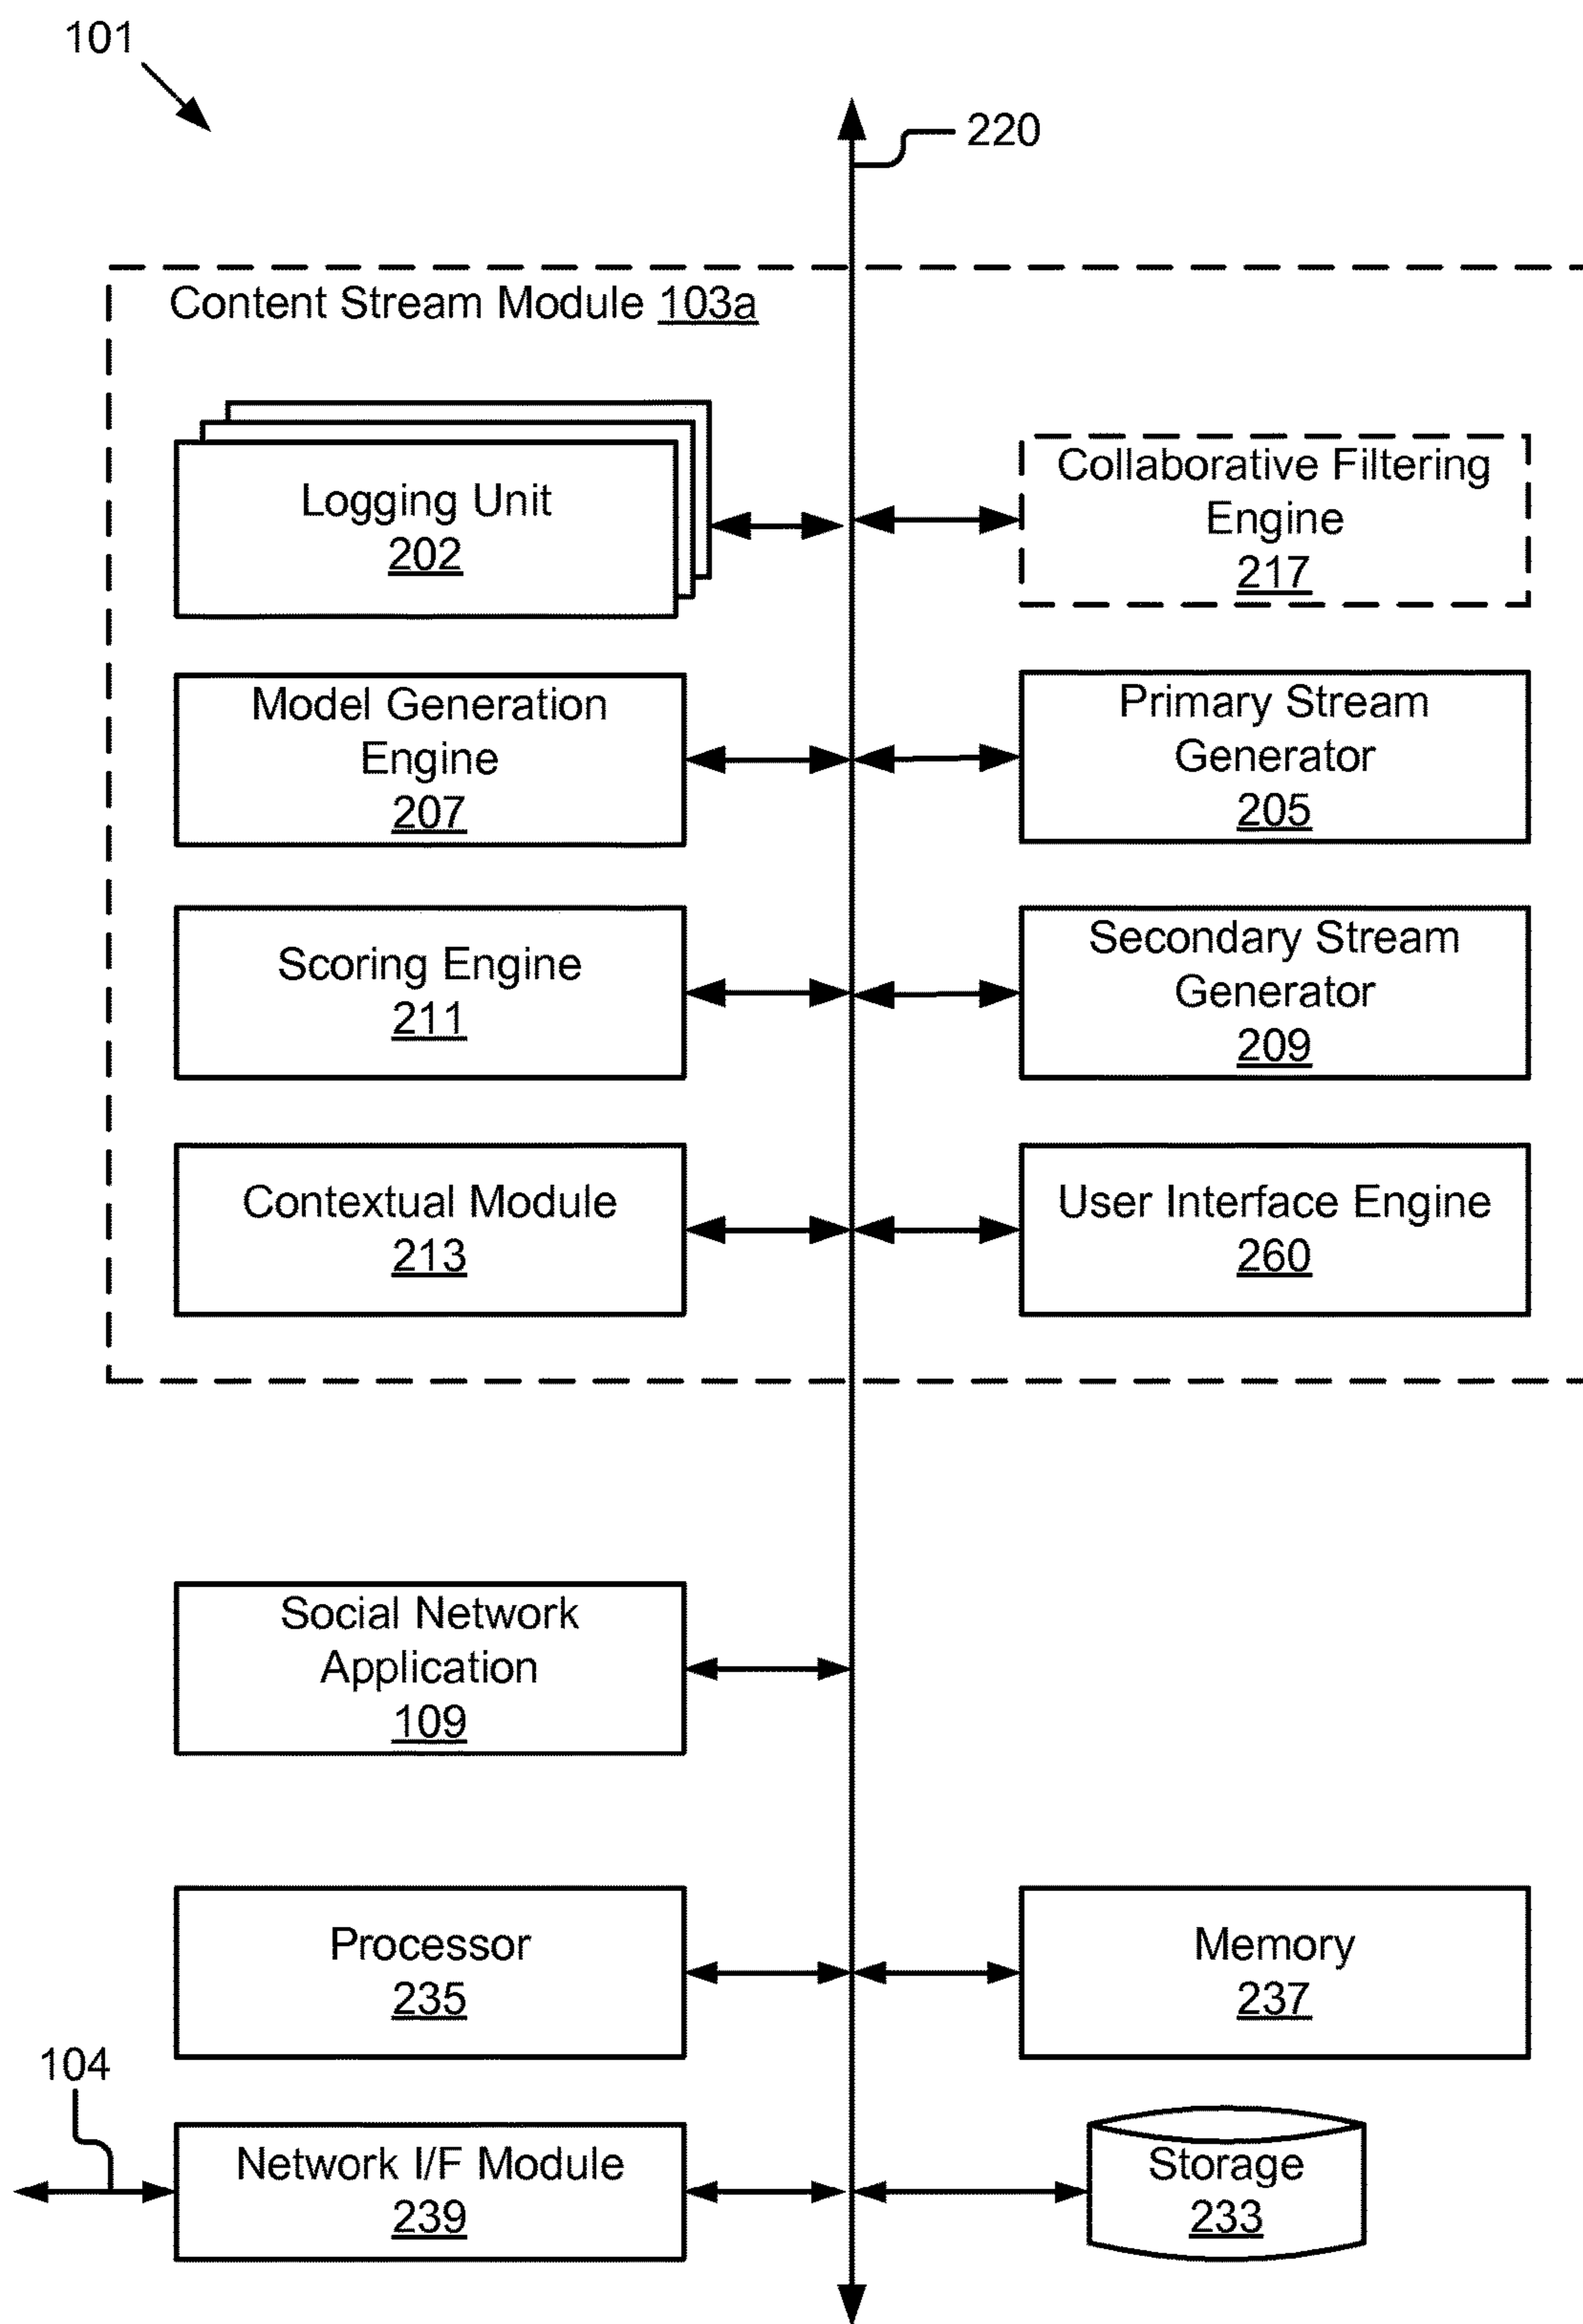 101
220
Content Stream Module 103a
Logging Unit
202
Collaborative Filtering
Engine
217
Model Generation
Engine
207
Primary Stream
Generator
205
Scoring Engine
211
Secondary Stream
Generator
209
Contextual Module
213
User Interface Engine
260
Social Network
Application
109
Processor
235
Memory
237
104
Network I/F Module
239
Storage
233